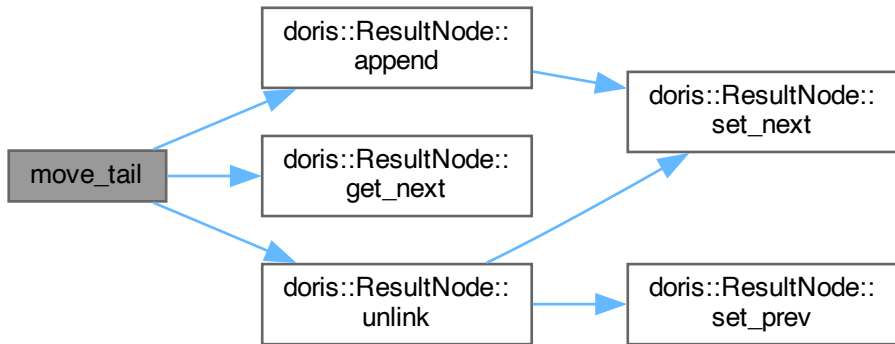 move_tail
doris::ResultNode::
append
doris::ResultNode::
get_next
doris::ResultNode::
unlink
doris::ResultNode::
set_next
doris::ResultNode::
set_prev